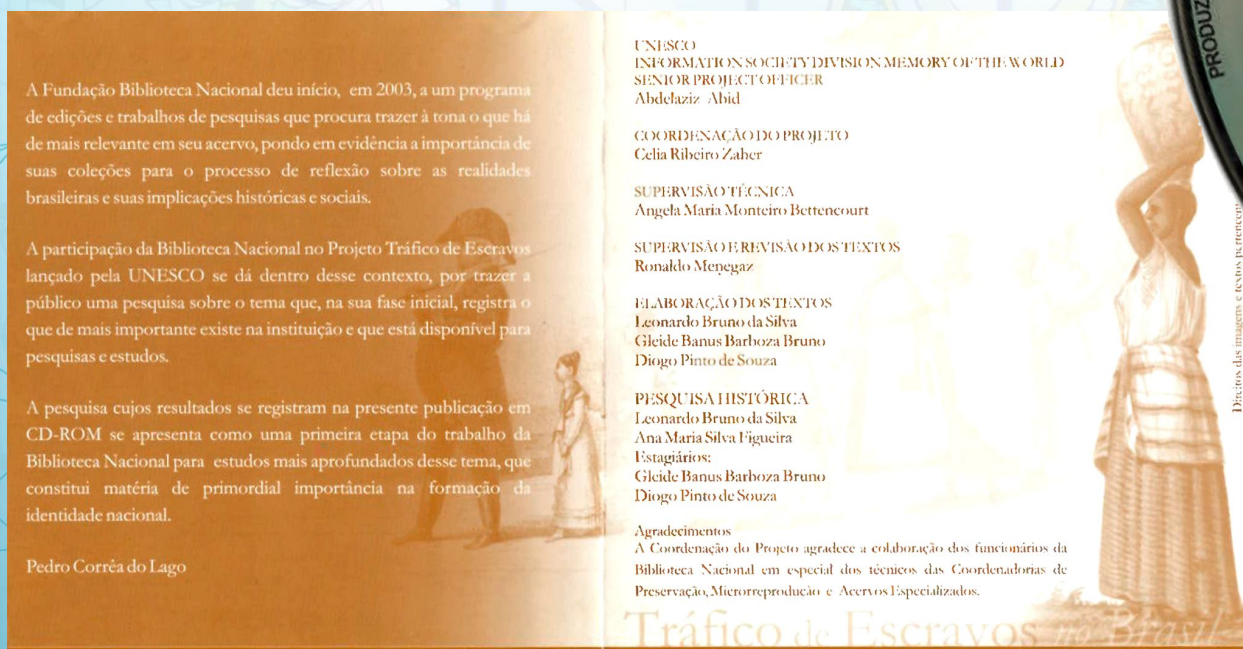 A Fundação Biblioteca Nacional deu início, em 2003, a um programa
de edições e trabalhos de pesquisas que procura trazer à tona o que há
de mais relevante em seu acervo, pondo em evidência a importância de
suas coleções para o processo de reflexão sobre as realidades
brasileiras e suas implicações históricas e sociais.
A participação da Biblioteca Nacional no Projeto Tráfico de Escravos
lançado pela UNESCO se dá dentro desse contexto, por trazer a
público uma pesquisa sobre o tema que, na sua fase inicial, registra o
que de mais importante existe na instituição e que está disponível para
pesquisas e estudos.
A pesquisa cujos resultados se registram na presente publicação em
CD-ROM se apresenta como uma primeira etapa do trabalho da
Biblioteca Nacional para estudos mais aprofundados desse tema, que
constitui matéria de primordial importância na formação da
identidade nacional.
Pedro Corrêa do Lago
UNESCO
INFORMATION SOCIETY DIVISION MEMORY OF THE WORLD
SENIOR PROJECT OFFICER
Abdelaziz Abid
COORDENAÇÃO DO PROJETO
Celia Ribeiro Zaher
SUPERVISÃO TÉCNICA
Angela Maria Monteiro Bettencourt
SUPERVISÃO E REVISÃO DOS TEXTOS
Ronaldo Menegaz
ELABORAÇÃO DOS TEXTOS
Leonardo Bruno da Silva
Gleide Banus Barboza Bruno
Diogo Pinto de Souza
PESQUISA HISTÓRICA
Leonardo Bruno da Silva
Ana Maria Silva Figueira
Estagiários:
Gleide Banus Barboza Bruno
Diogo Pinto de Souza
Agradecimentos
A Coordenação do Projeto agradece a colaboração dos funcionários da
Biblioteca Nacional em especial dos técnicos das Coordenadorias de
Preservação, Microrreprodução e Acervos Especializados.
Tráfico de Escravos no Brasil
Direitos das imagens e textos